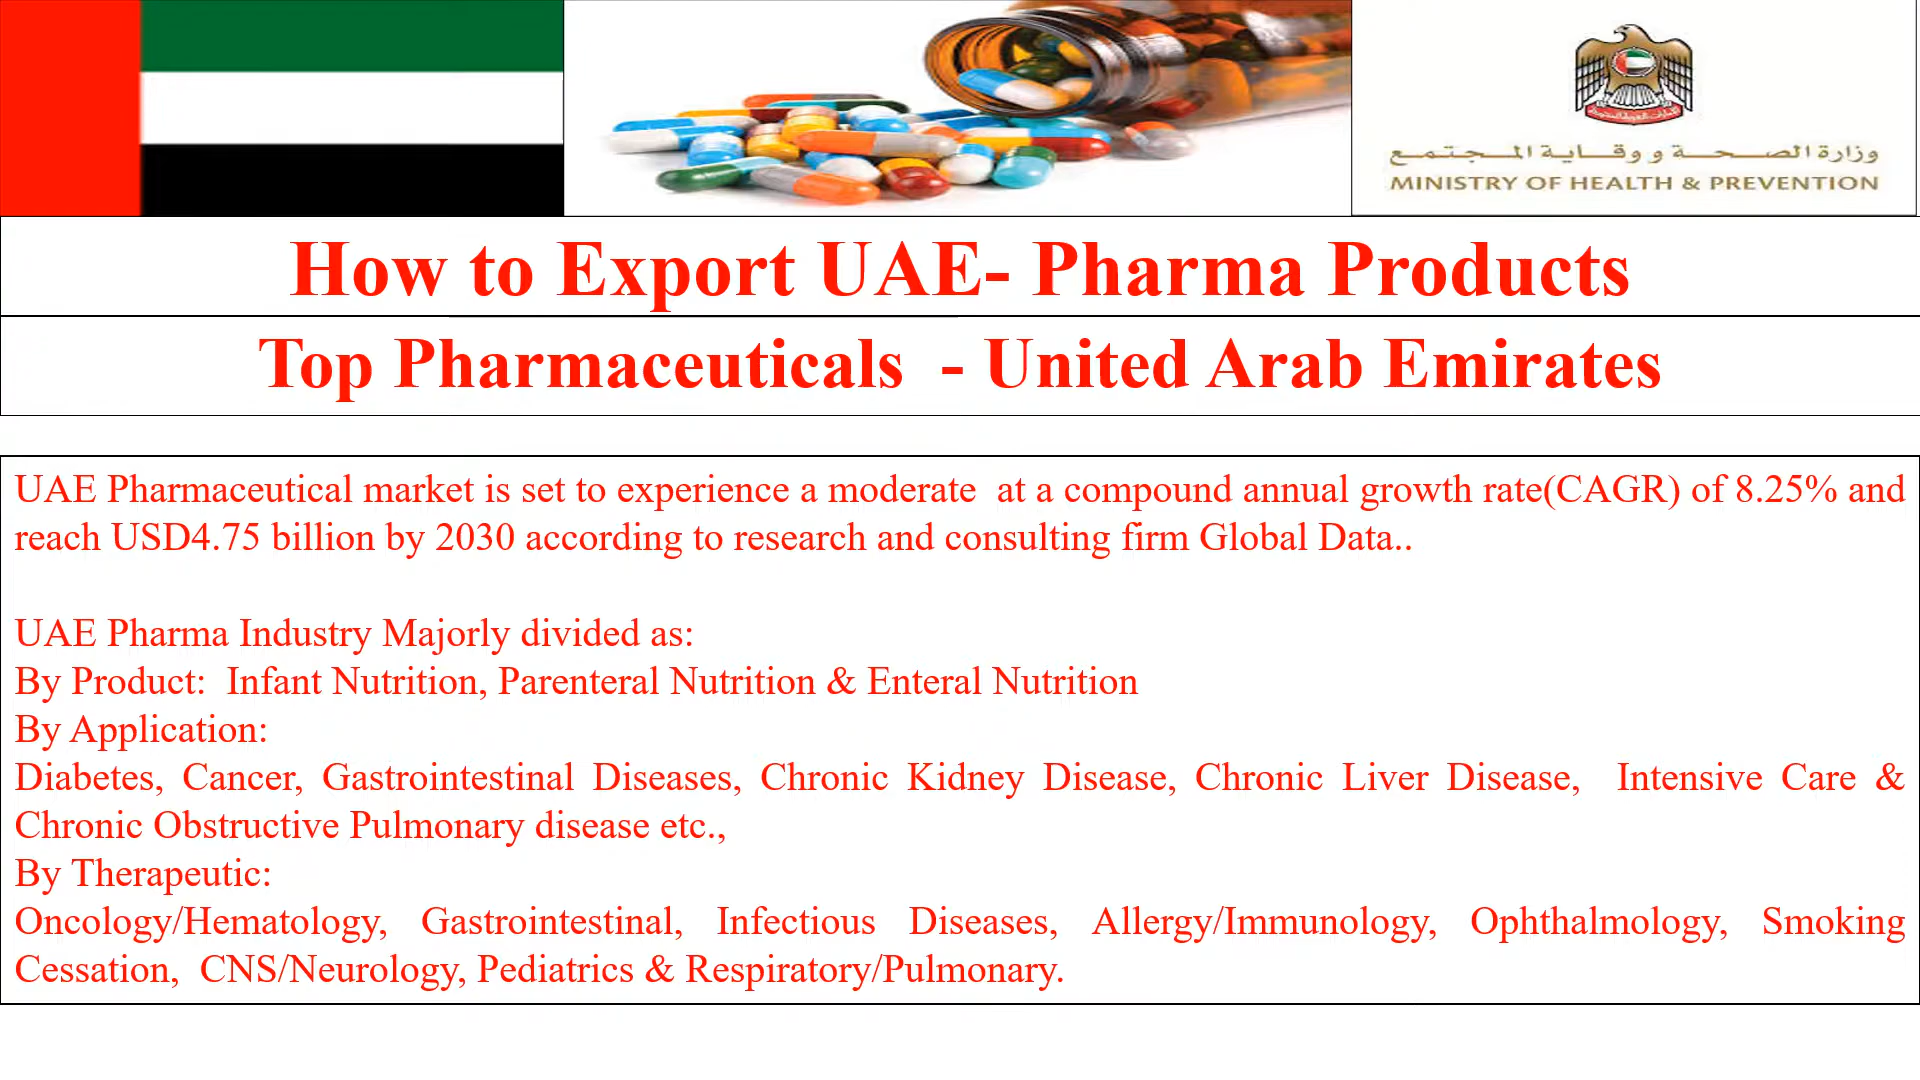 وزارة الصحة و وقاية المجتمع
MINISTRY OF HEALTH & PREVENTION
How to Export UAE- Pharma Products
Top Pharmaceuticals - United Arab Emirates
UAE Pharmaceutical market is set to experience a moderate at a compound annual growth rate(CAGR) of 8.25% and
reach USD4.75 billion by 2030 according to research and consulting firm Global Data..
UAE Pharma Industry Majorly divided as:
By Product: Infant Nutrition, Parenteral Nutrition & Enteral Nutrition
By Application:
Diabetes, Cancer, Gastrointestinal Diseases, Chronic Kidney Disease, Chronic Liver Disease, Intensive Care &
Chronic Obstructive Pulmonary disease etc.,
By Therapeutic:
Oncology/Hematology, Gastrointestinal, Infectious Diseases, Allergy/Immunology, Ophthalmology, Smoking
Cessation, CNS/Neurology, Pediatrics & Respiratory/Pulmonary.